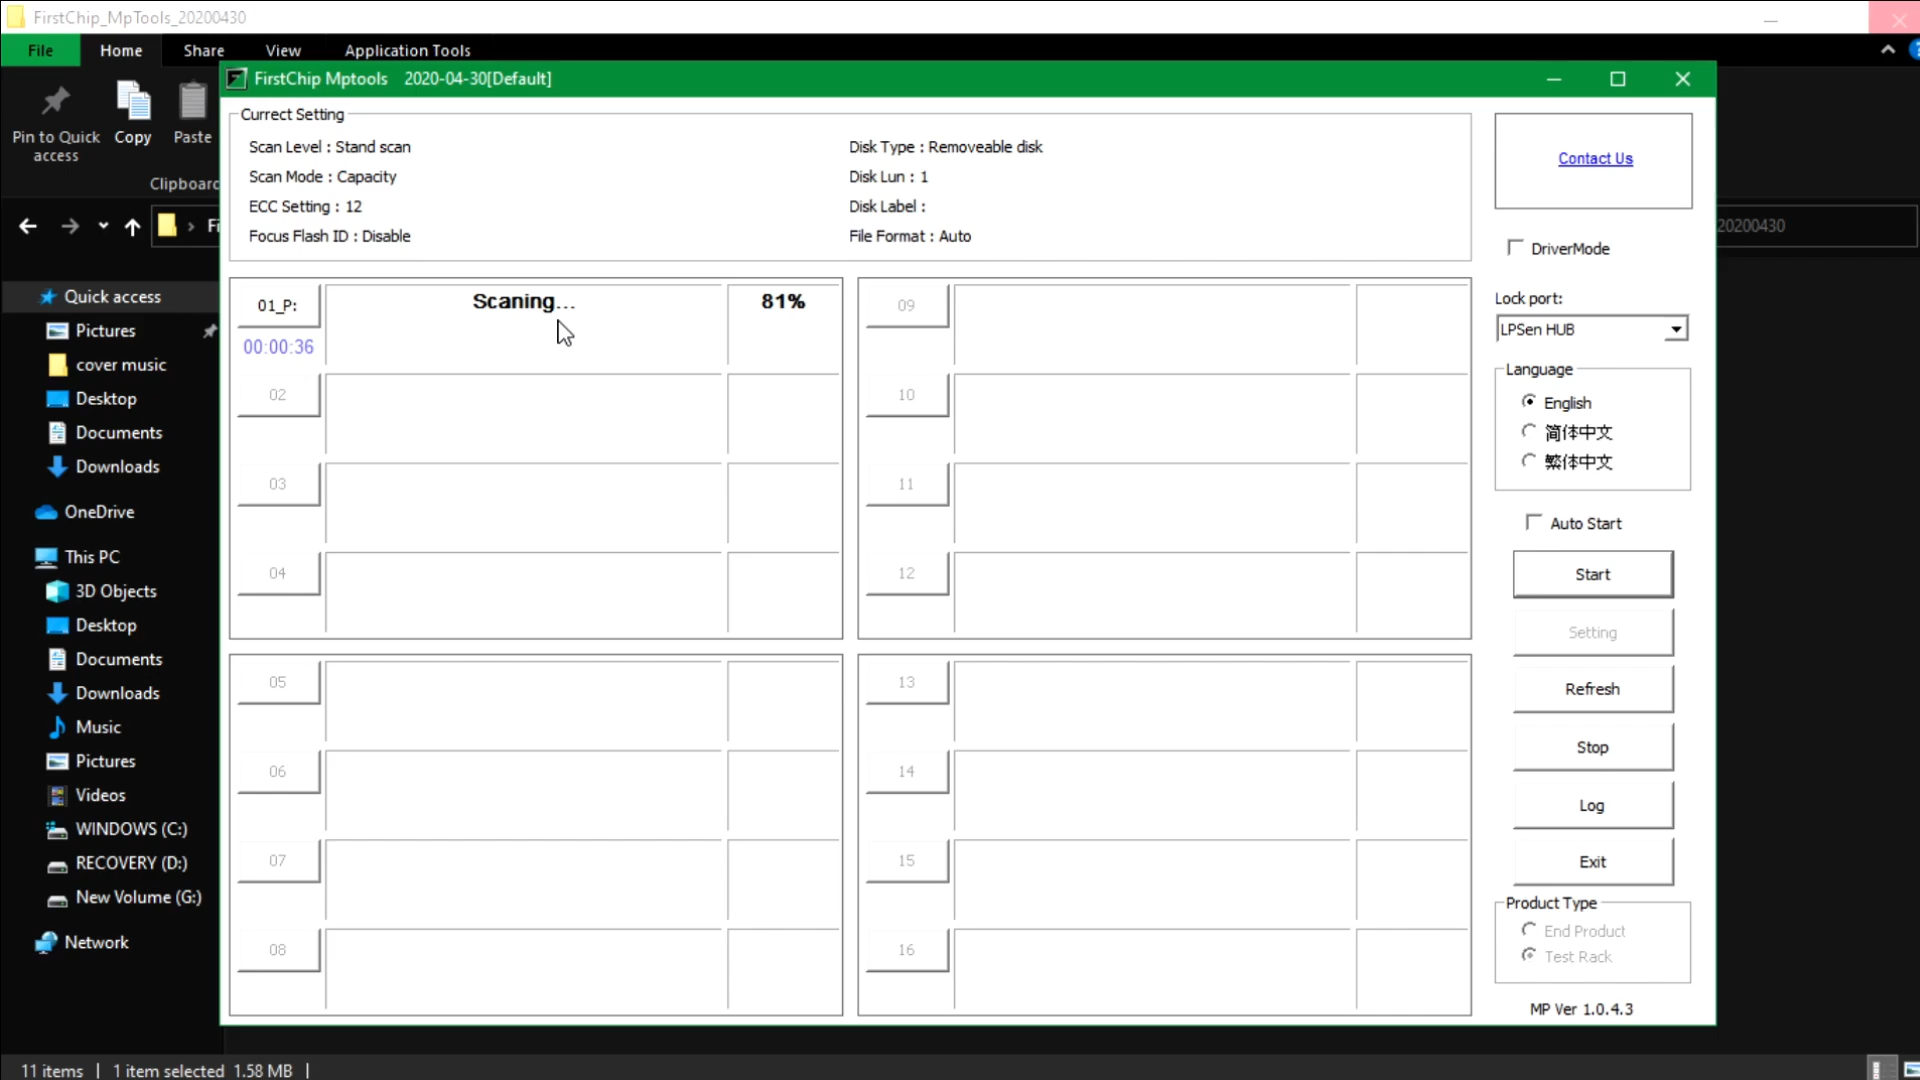 FirstChip_MpTools_20200430
File Home Share View Application Tools
Pin to Quick access
Copy
Paste
Clipboard
Fi
20200430
Quick access
Pictures
cover music
Desktop
Documents
Downloads
OneDrive
This PC
3D Objects
Desktop
Documents
Downloads
Music
Pictures
Videos
WINDOWS (C:)
RECOVERY (D:)
New Volume (G:)
Network
11 items | 1 item selected 1.58 MB |
FirstChip Mptools 2020-04-30[Default]
Currect Setting
Scan Level : Stand scan
Scan Mode : Capacity
ECC Setting : 12
Focus Flash ID : Disable
Disk Type : Removeable disk
Disk Lun : 1
Disk Label :
File Format : Auto
01_P: Scaning... 81%
00:00:36
02
03
04
05
06
07
08
09
10
11
12
13
14
15
16
Contact Us
DriverMode
Lock port:
LPSen HUB
Language
English
简体中文
繁体中文
Auto Start
Start
Setting
Refresh
Stop
Log
Exit
Product Type
End Product
Test Rack
MP Ver 1.0.4.3